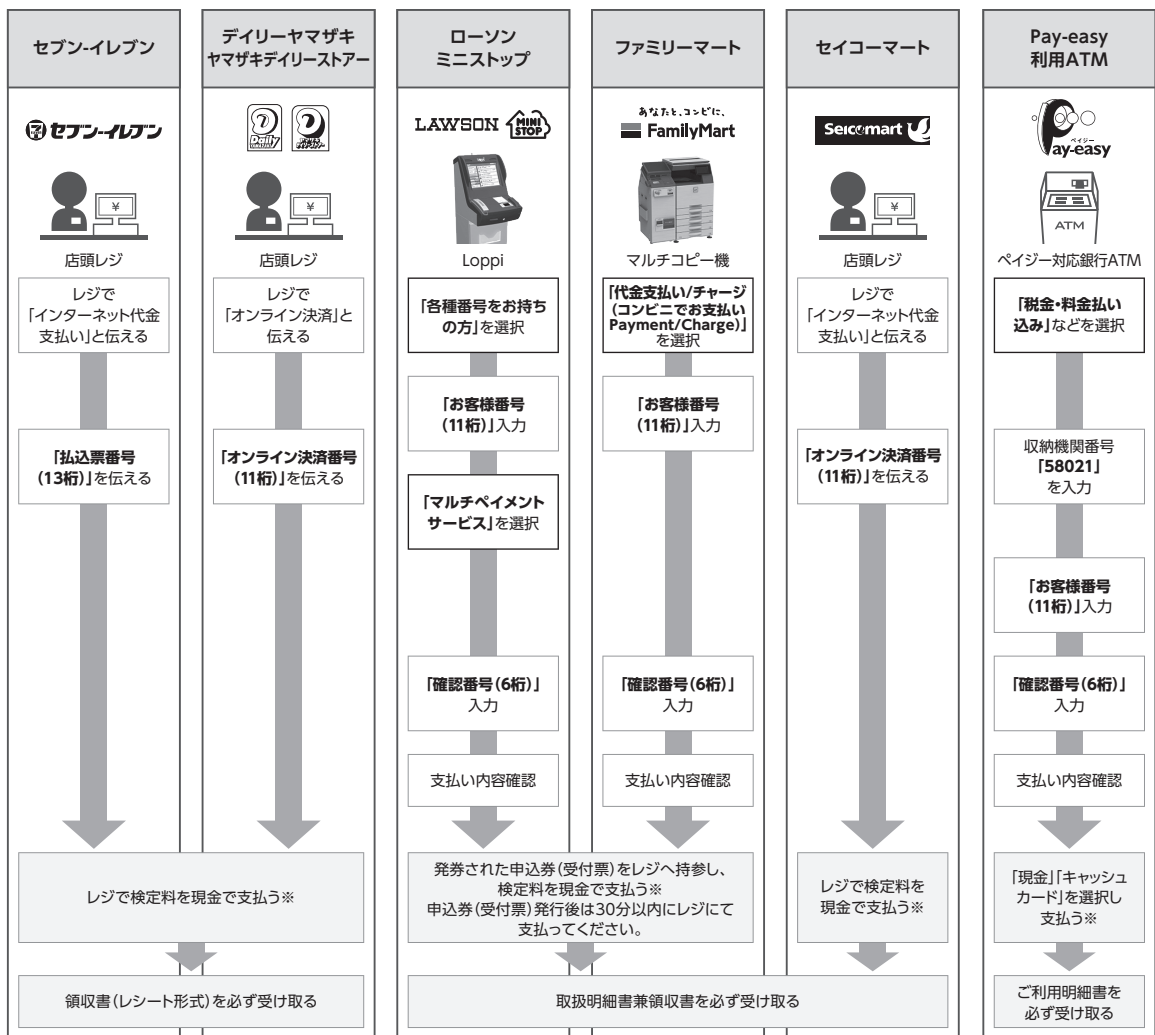 セブン-イレブン
セブン-イレブン
¥
店頭レジ
レジで
「インターネット代金
支払い」と伝える
「払込票番号
(13桁)」を伝える
デイリーヤマザキ
ヤマザキデイリーストアー
Daily
¥
店頭レジ
レジで
「オンライン決済」と
伝える
「オンライン決済番号
(11桁)」を伝える
レジで検定料を現金で支払う※
領収書(レシート形式)を必ず受け取る
ローソン
ミニストップ
LAWSON
MINI
STOP
Loppi
「各種番号をお持ち
の方」を選択
「お客様番号
(11桁)」入力
「マルチペイメント
サービス」を選択
「確認番号(6桁)」
入力
支払い内容確認
ファミリーマート
あなたと、コンビに、
FamilyMart
マルチコピー機
「代金支払い/チャージ
(コンビニでお支払い
Payment/Charge)」
を選択
「お客様番号
(11桁)」入力
「確認番号(6桁)」
入力
支払い内容確認
発券された申込券(受付票)をレジへ持参し、
検定料を現金で支払う※
申込券(受付票)発行後は30分以内にレジにて
支払ってください。
セイコーマート
Seicomart
¥
店頭レジ
レジで
「インターネット代金
支払い」と伝える
「オンライン決済番号
(11桁)」を伝える
レジで検定料を
現金で支払う※
取扱明細書兼領収書を必ず受け取る
Pay-easy
利用ATM
ペイジー
Pay-easy
ATM
ペイジー対応銀行ATM
「税金・料金払い
込み」などを選択
収納機関番号
「58021」
を入力
「お客様番号
(11桁)」入力
「確認番号(6桁)」
入力
支払い内容確認
「現金」「キャッシュ
カード」を選択し
支払う※
ご利用明細書を
必ず受け取る